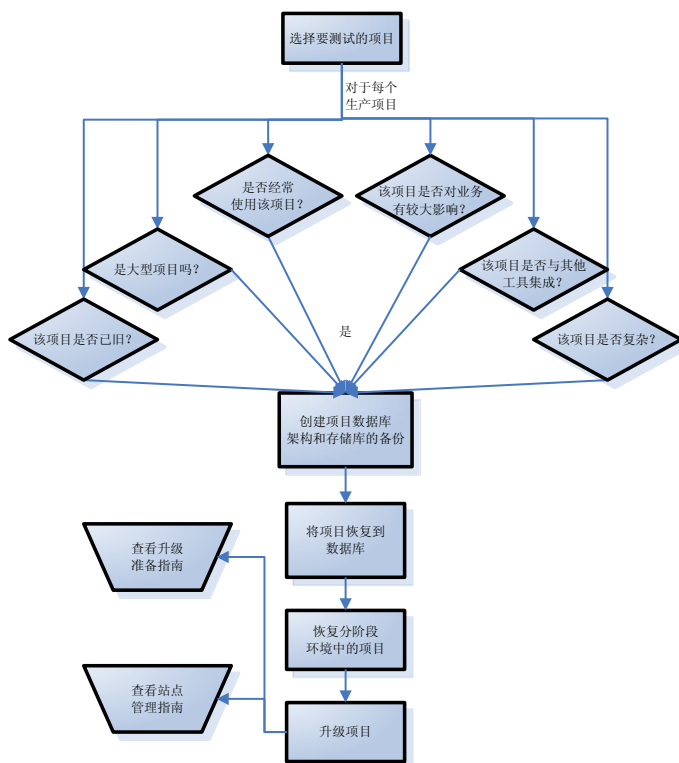 选择要测试的项目
对于每个
生产项目
是否经常
使用该项目?
该项目是否对业务
有较大影响?
是大型项目吗?
该项目是否与其他
工具集成?
该项目是否己旧?
是
该项目是否复杂?
创建项目数据库
架构和存储库的备份
将项目恢复到
数据库
查看升级
准备指南
恢复分阶段
环境中的项目
查看站点
管理指南
升级项目